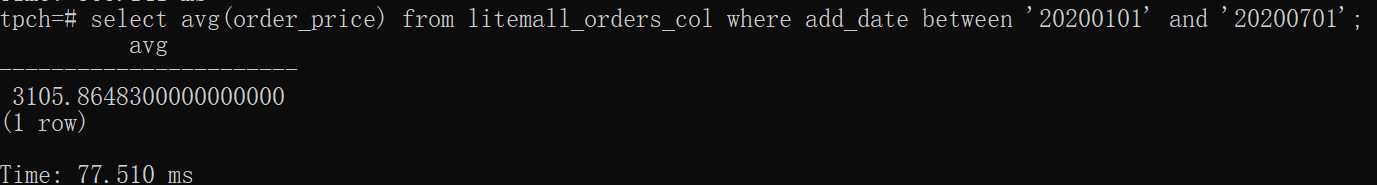 tpch=# select avg(order_price) from litemall_orders_col where add_date between '20200101' and '20200701';
avg
-----------------------
3105.8648300000000000
(1 row)
Time: 77.510 ms